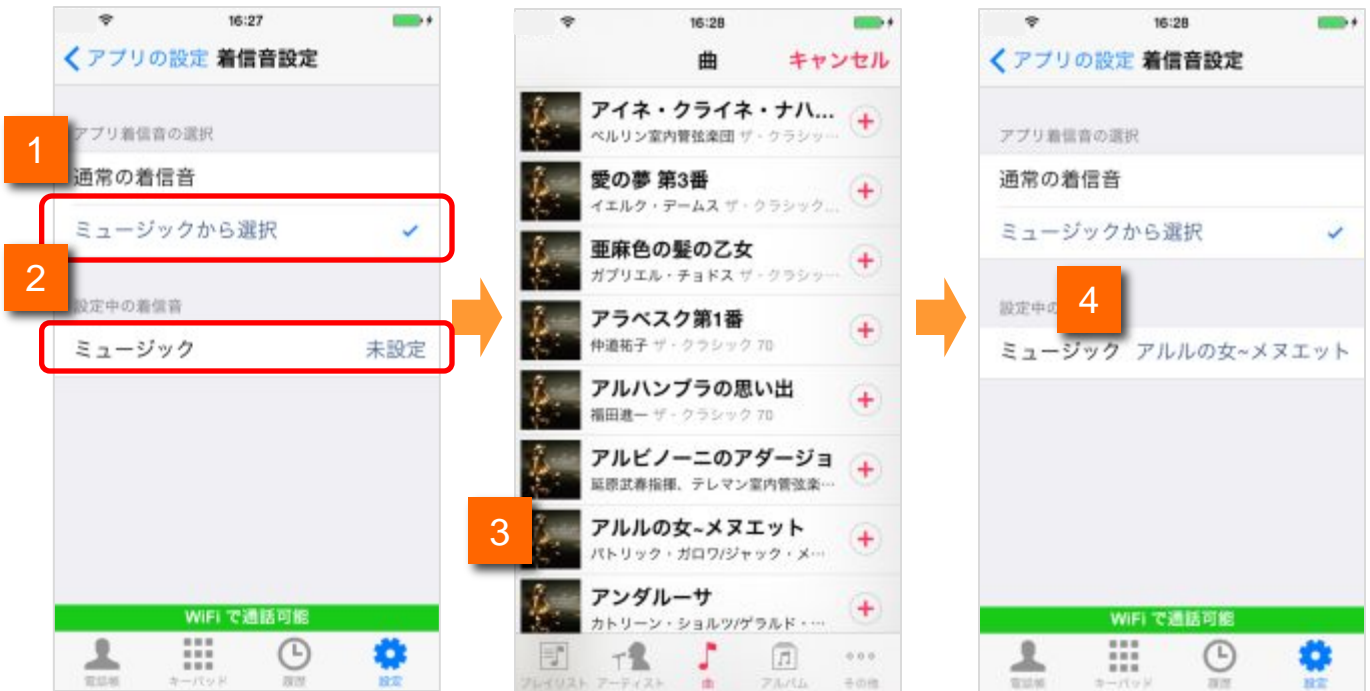 16:27
アプリの設定 着信音設定
1
アプリ着信音の選択
通常の着信音
ミュージックから選択
2
設定中の着信音
ミュージック 未設定
WiFi で通話可能
電話帳 キーパッド 履歴 設定
16:28
曲 キャンセル
アイネ・クライネ・ナハ...
ベルリン室内管弦楽団 ザ・クラシッ…
愛の夢 第3番
イエルク・デームス ザ・クラシック...
亜麻色の髪の乙女
ガブリエル・チョドス ザ・クラシッ…
アラベスク第1番
仲道祐子 ザ・クラシック 70
アルハンブラの思い出
福田進一 ザ・クラシック 70
アルビノーニのアダージョ
延原武春指揮、テレマン室内管弦楽…
3
アルルの女~メヌエット
パトリック・ガロワ/ジャック・メ…
アンダルーサ
カトリーン・ショルツ/ゲラルド・…
プレイリスト アーティスト 曲 アルバム その他
16:28
アプリの設定 着信音設定
アプリ着信音の選択
通常の着信音
ミュージックから選択
設定中の
4
ミュージック アルルの女~メヌエット
WiFi で通話可能
電話帳 キーパッド 履歴 設定